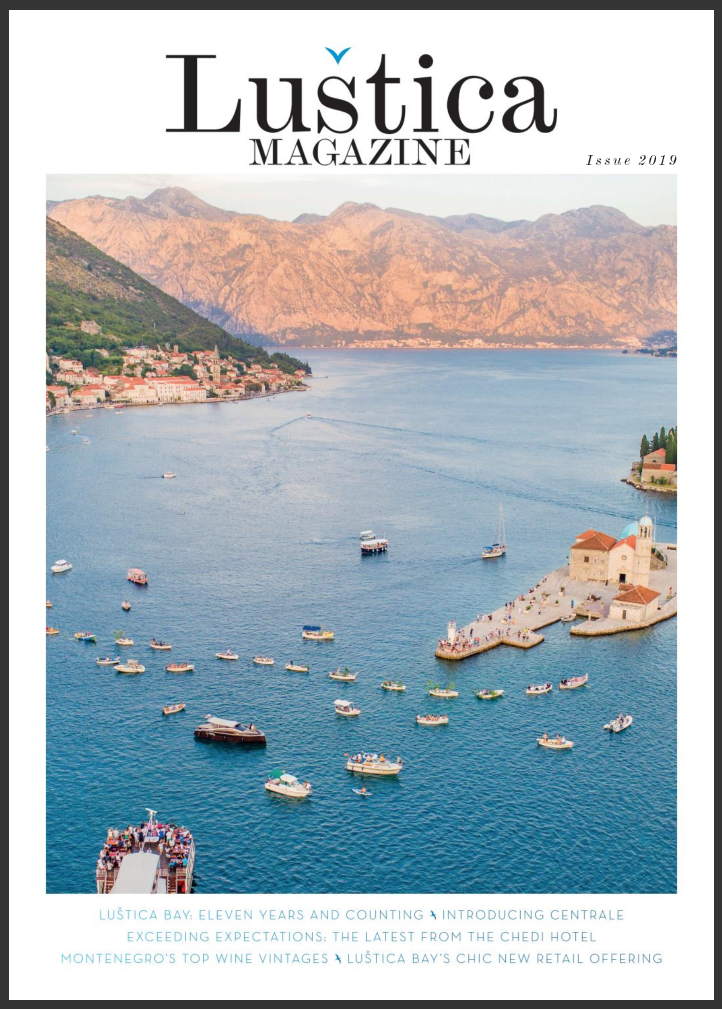 Luštica
MAGAZINE
Issue 2019
LUŠTICA BAY: ELEVEN YEARS AND COUNTING INTRODUCING CENTRALE
EXCEEDING EXPECTATIONS: THE LATEST FROM THE CHEDI HOTEL
MONTENEGRO'S TOP WINE VINTAGES LUŠTICA BAY'S CHIC NEW RETAIL OFFERING